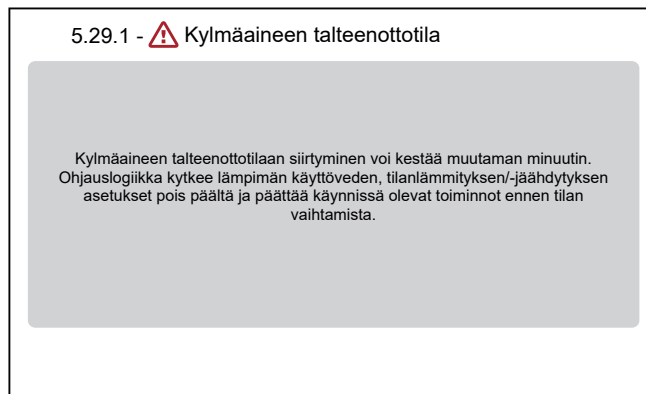 5.29.1 - Kylmäaineen talteenottotila
Kylmäaineen talteenottotilaan siirtyminen voi kestää muutaman minuutin.
Ohjauslogiikka kytkee lämpimän käyttöveden, tilanlämmityksen/-jäähdytyksen
asetukset pois päältä ja päättää käynnissä olevat toiminnot ennen tilan
vaihtamista.